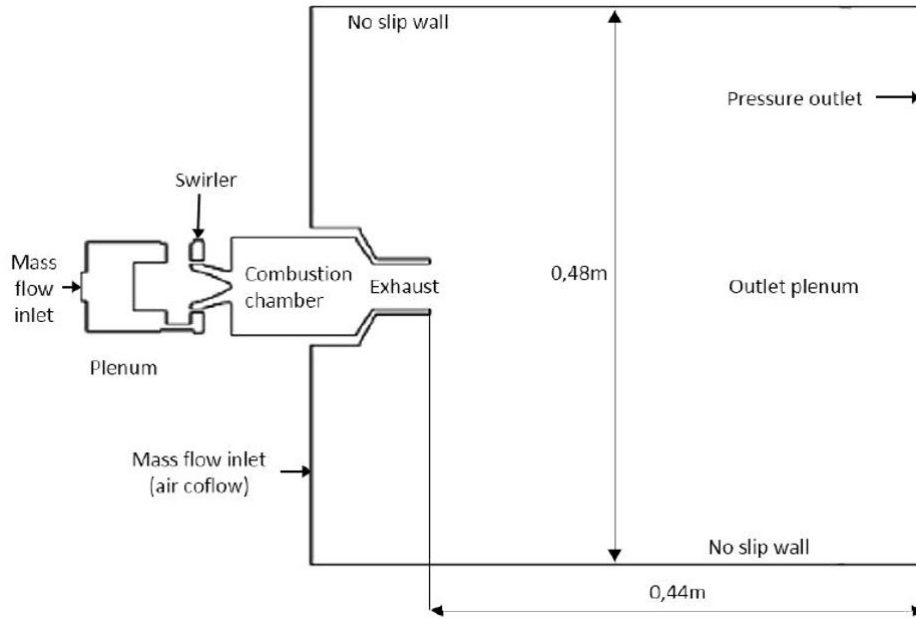 No slip wall
Pressure outlet
Swirler
Mass
flow
inlet
Combustion
chamber
Exhaust
0,48m
Outlet plenum
Plenum
Mass flow inlet
(air coflow)
No slip wall
0,44m